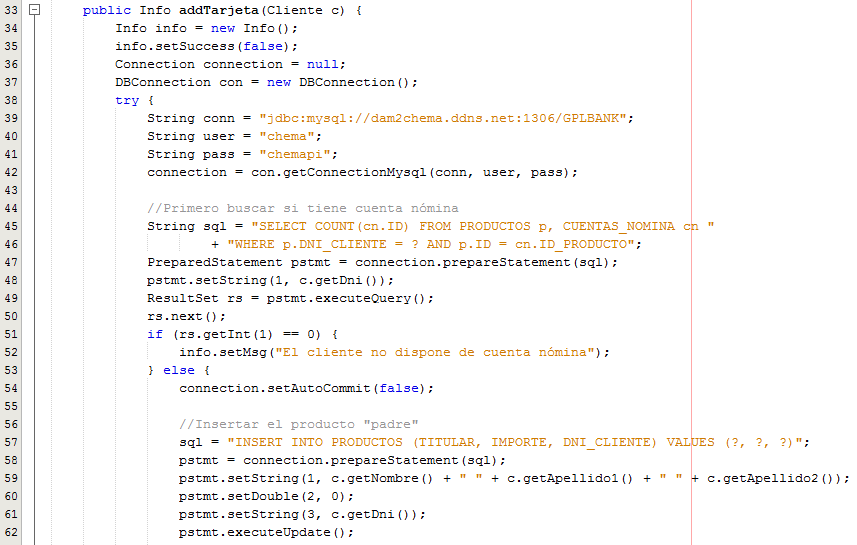 33 public Info addTarjeta(Cliente c) {
34 Info info = new Info();
35 info.setSuccess(false);
36 Connection connection = null;
37 DBConnection con = new DBConnection();
38 try {
39 String conn = "jdbc:mysql://dam2chema.ddns.net:1306/GPLBANK";
40 String user = "chema";
41 String pass = "chemapi";
42 connection = con.getConnectionMysql(conn, user, pass);
43
44 //Primero buscar si tiene cuenta nómina
45 String sql = "SELECT COUNT(cn.ID) FROM PRODUCTOS p, CUENTAS_NOMINA cn "
46 + "WHERE p.DNI_CLIENTE = ? AND p.ID = cn.ID_PRODUCTO";
47 PreparedStatement pstmt = connection.prepareStatement(sql);
48 pstmt.setString(1, c.getDni());
49 ResultSet rs = pstmt.executeQuery();
50 rs.next();
51 if (rs.getInt(1) == 0) {
52 info.setMsg("El cliente no dispone de cuenta nómina");
53 } else {
54 connection.setAutoCommit(false);
55
56 //Insertar el producto "padre"
57 sql = "INSERT INTO PRODUCTOS (TITULAR, IMPORTE, DNI_CLIENTE) VALUES (?, ?, ?)";
58 pstmt = connection.prepareStatement(sql);
59 pstmt.setString(1, c.getNombre() + " " + c.getApellido1() + " " + c.getApellido2());
60 pstmt.setDouble(2, 0);
61 pstmt.setString(3, c.getDni());
62 pstmt.executeUpdate();